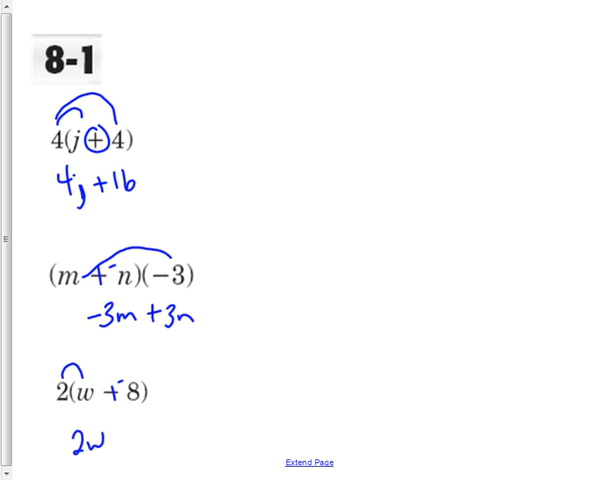 8-1
4(j + 4)
4j + 16
(m + - n)(−3)
-3m + 3n
2(w + - 8)
2w
Extend Page